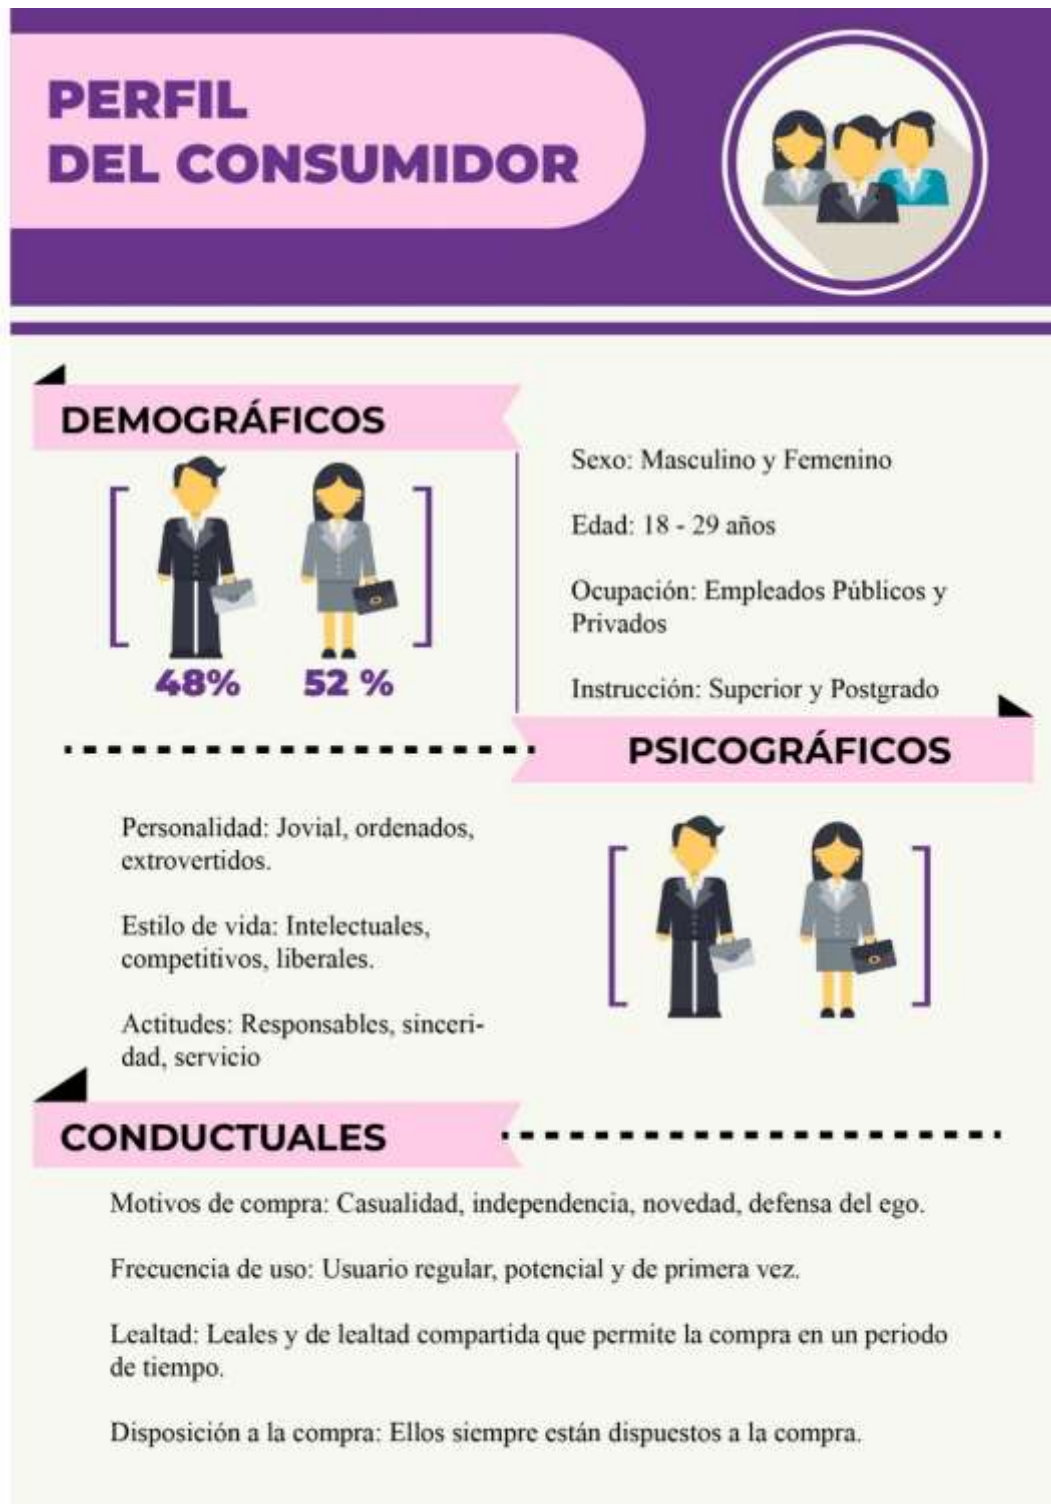 PERFIL
DEL CONSUMIDOR
DEMOGRÁFICOS
48%
52 %
Sexo: Masculino y Femenino
Edad: 18 - 29 años
Ocupación: Empleados Públicos y
Privados
Instrucción: Superior y Postgrado
PSICOGRÁFICOS
Personalidad: Jovial, ordenados,
extrovertidos.
Estilo de vida: Intelectuales,
competitivos, liberales.
Actitudes: Responsables, sinceri-
dad, servicio
CONDUCTUALES
Motivos de compra: Casualidad, independencia, novedad, defensa del ego.
Frecuencia de uso: Usuario regular, potencial y de primera vez.
Lealtad: Leales y de lealtad compartida que permite la compra en un periodo
de tiempo.
Disposición a la compra: Ellos siempre están dispuestos a la compra.